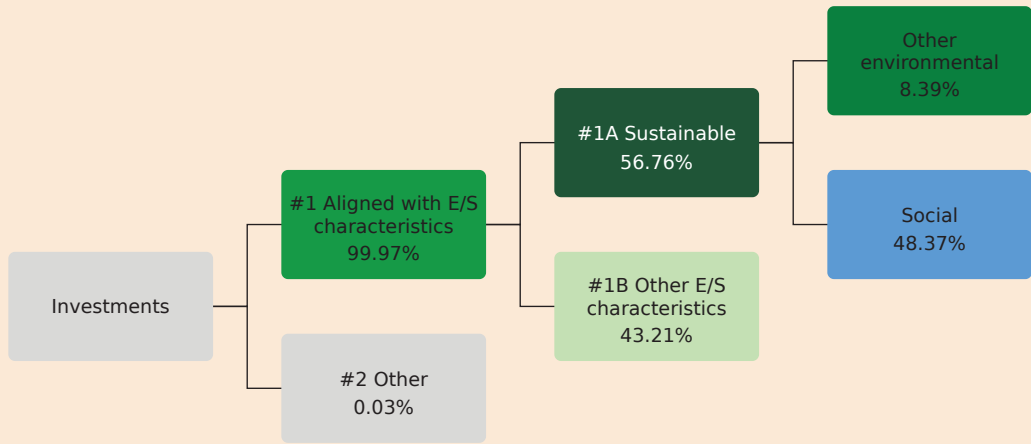 Investments
#1 Aligned with E/S
characteristics
99.97%
#2 Other
0.03%
#1A Sustainable
56.76%
#1B Other E/S
characteristics
43.21%
Other
environmental
8.39%
Social
48.37%